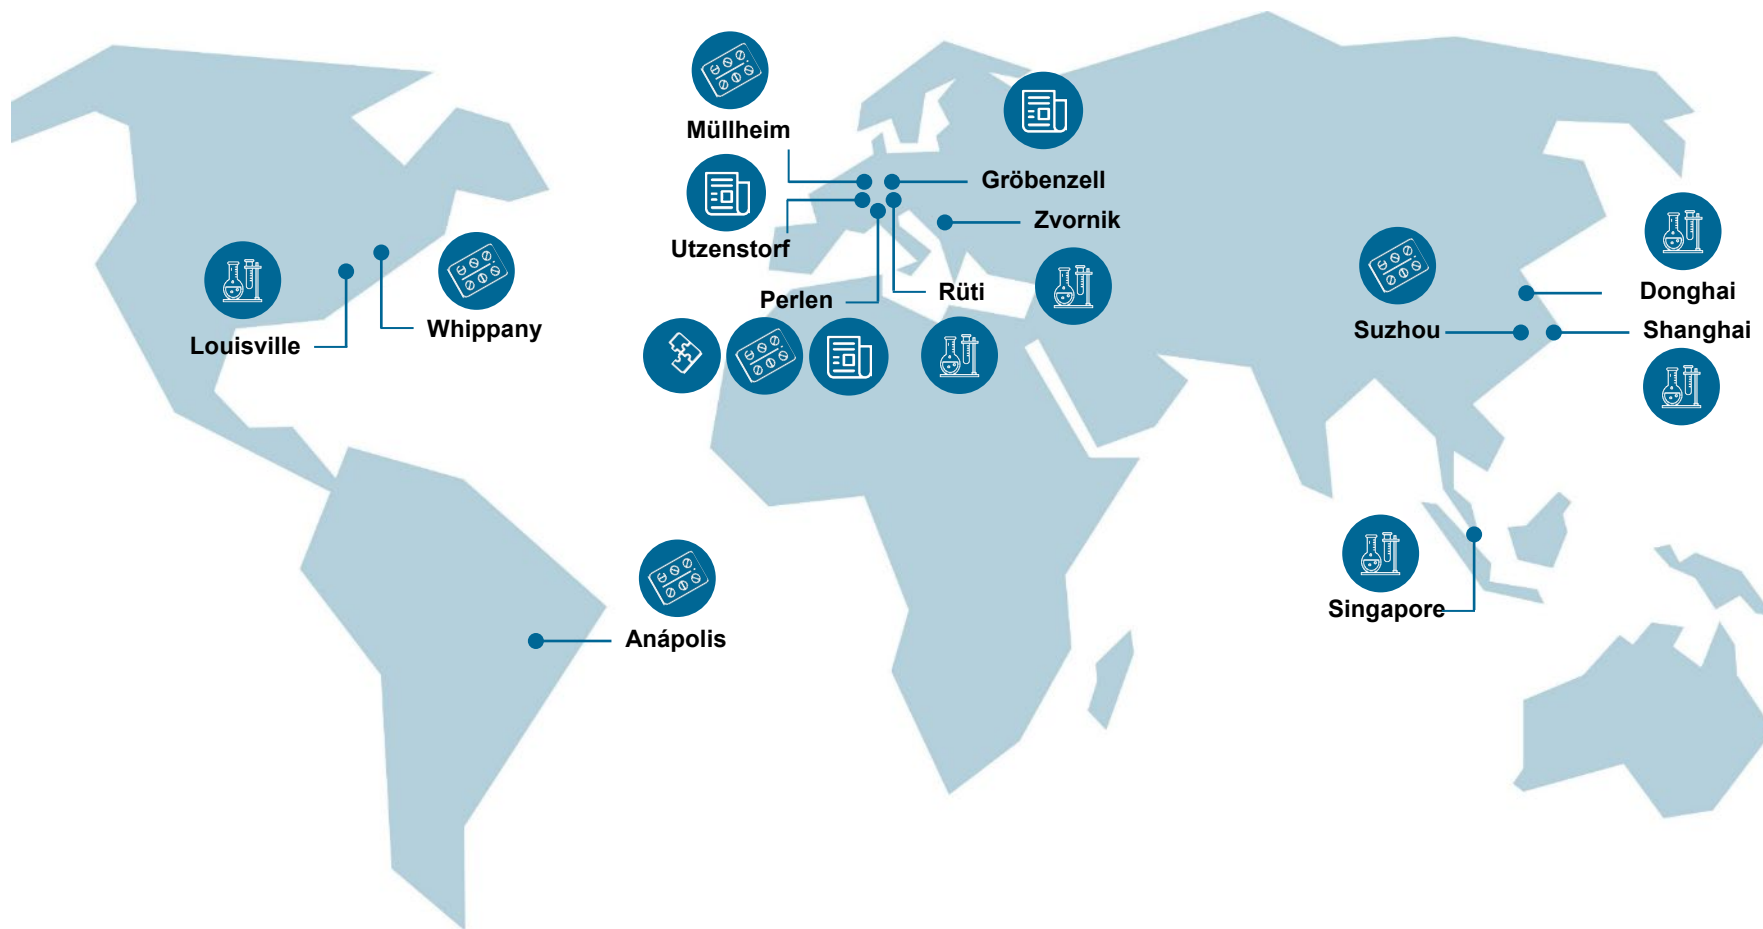 Müllheim
Gröbenzell
Utzenstorf
Zvornik
Perlen
Rüti
Louisville
Whippany
Donghai
Suzhou
Shanghai
Singapore
Anápolis